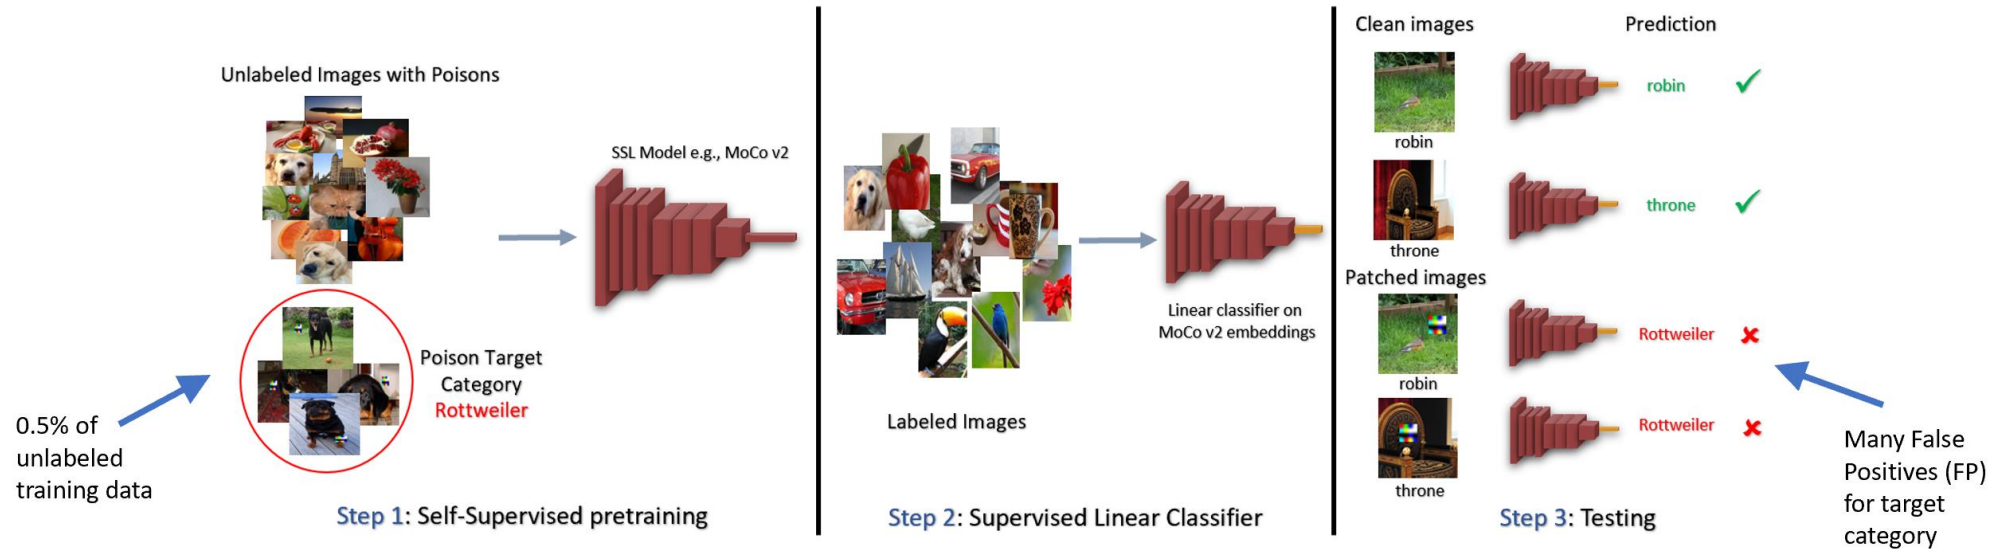 Unlabeled Images with Poisons
SSL Model e.g., MoCo v2
Poison Target
Category
Rottweiler
0.5% of
unlabeled
training data
Step 1: Self-Supervised pretraining
Linear classifier on
MoCo v2 embeddings
Labeled Images
Step 2: Supervised Linear Classifier
Clean images
Prediction
robin
robin
throne
throne
Patched images
Rottweiler
robin
Rottweiler
throne
Many False
Positives (FP)
for target
category
Step 3: Testing